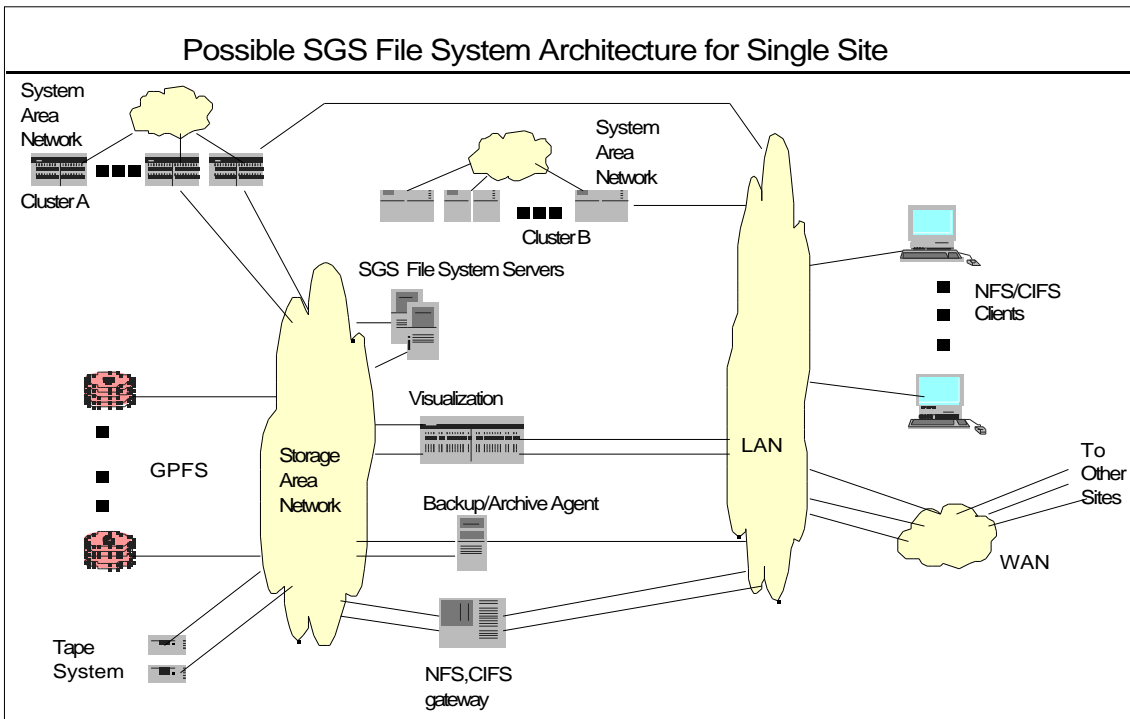 Possible SGS File System Architecture for Single Site
System
Area
Network
Cluster A
System
Area
Network
Cluster B
SGS File System Servers
NFS/CIFS
Clients
Visualization
GPFS
Storage
Area
Network
LAN
To
Other
Sites
Backup/Archive Agent
WAN
Tape
System
NFS,CIFS
gateway